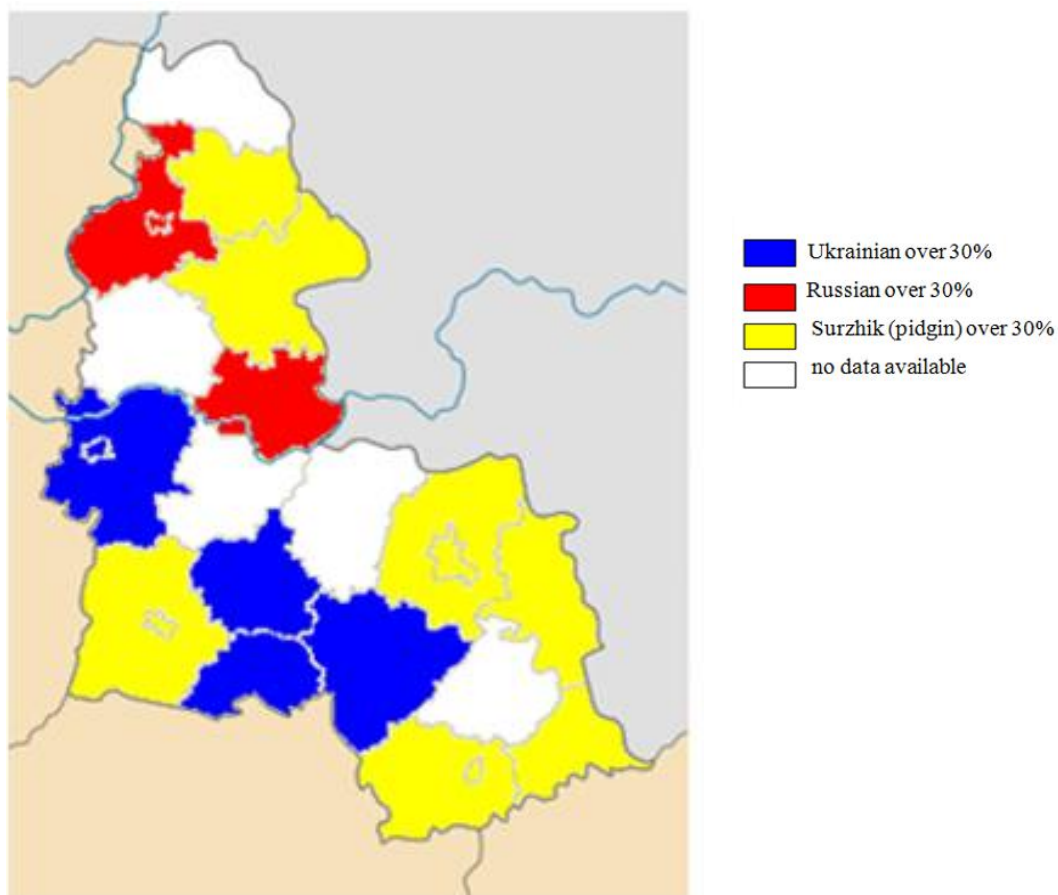 Ukrainian over 30%
Russian over 30%
Surzhik (pidgin) over 30%
no data available